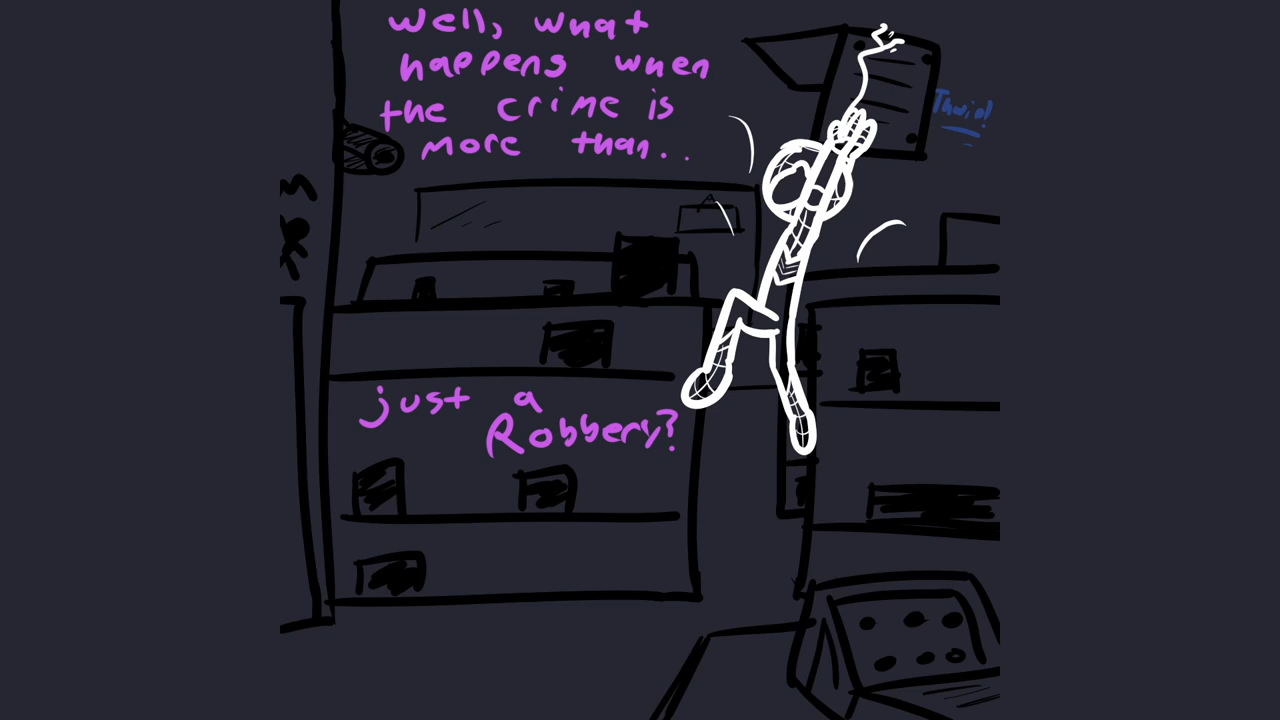 well, what
happens when
the crime is
more than..
Thwip!
just a
Robbery?